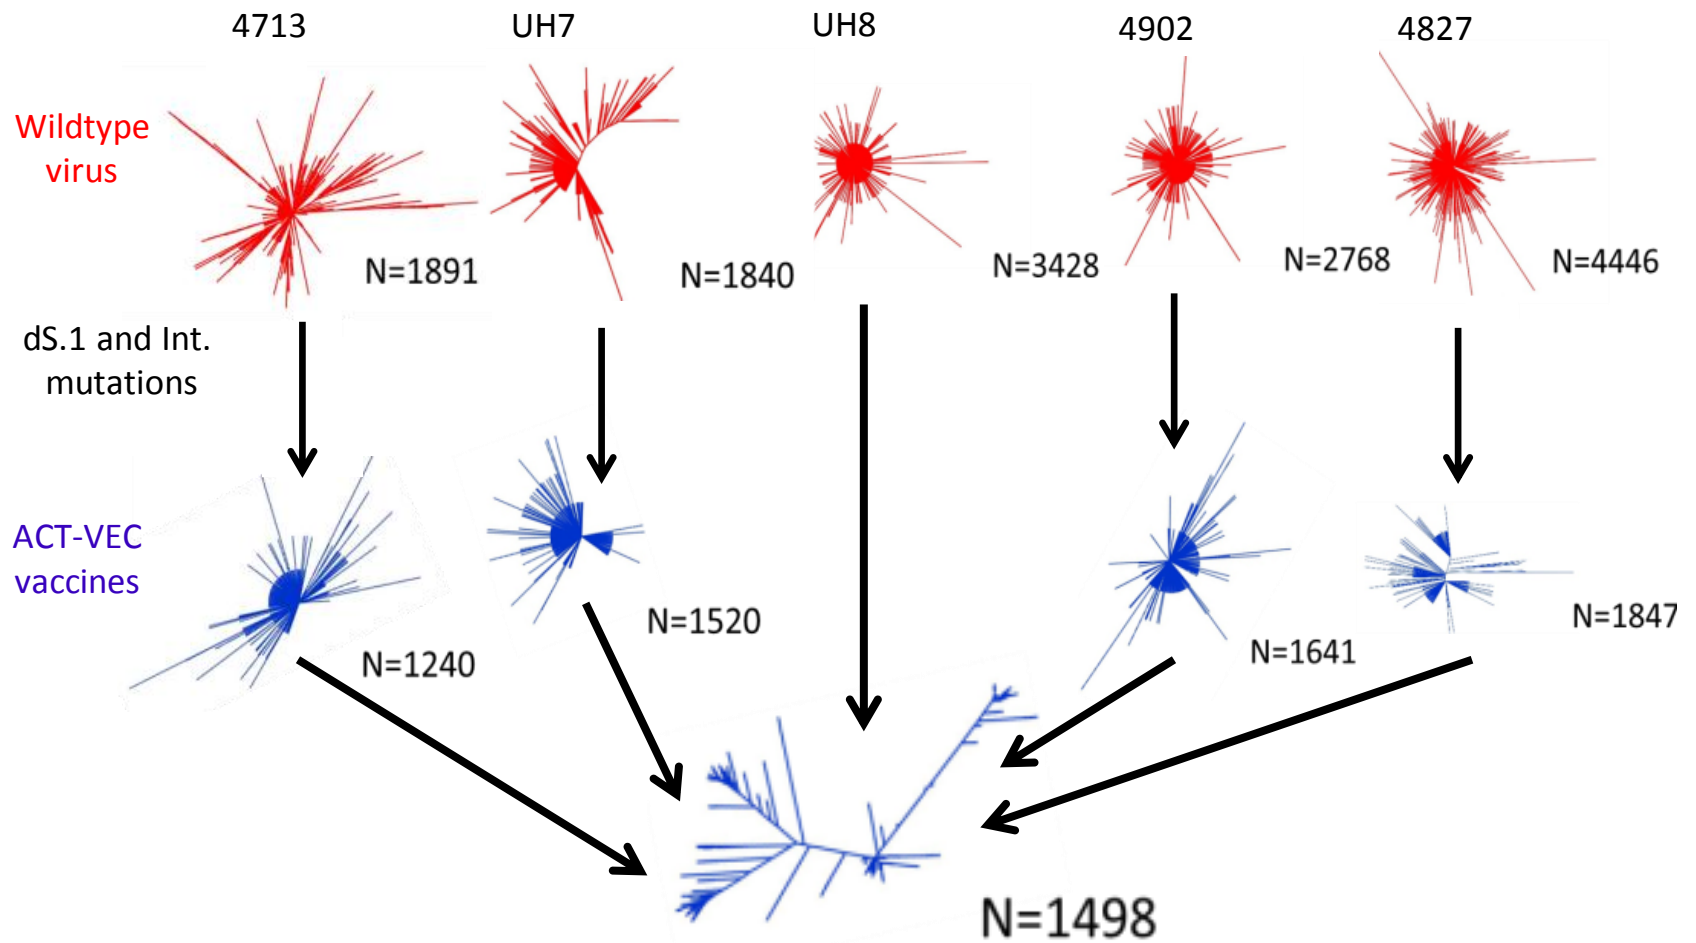 4713
UH7
UH8
4902
4827
Wildtype
virus
N=1891
N=1840
N=3428
N=2768
N=4446
dS.1 and Int.
mutations
ACT-VEC
vaccines
N=1240
N=1520
N=1641
N=1847
N=1498